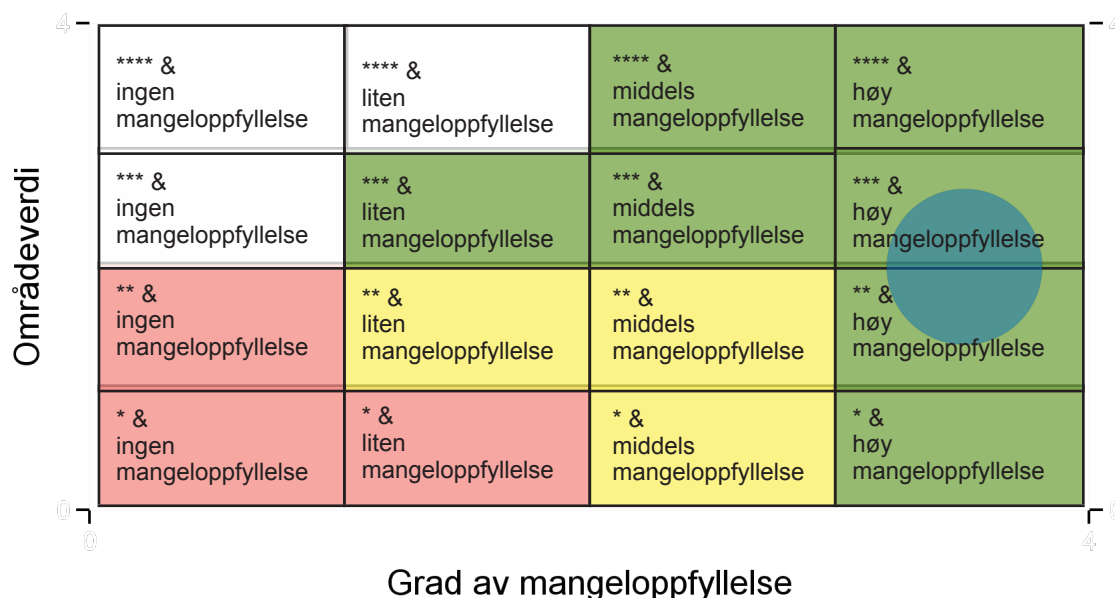 4
4
**** &
ingen
mangeloppfyllelse
**** &
liten
mangeloppfyllelse
**** &
middels
mangeloppfyllelse
**** &
høy
mangeloppfyllelse
*** &
ingen
mangeloppfyllelse
*** &
liten
mangeloppfyllelse
*** &
middels
mangeloppfyllelse
*** &
høy
mangeloppfyllelse
** &
ingen
mangeloppfyllelse
** &
liten
mangeloppfyllelse
** &
middels
mangeloppfyllelse
** &
høy
mangeloppfyllelse
* &
ingen
mangeloppfyllelse
* &
liten
mangeloppfyllelse
* &
middels
mangeloppfyllelse
* &
høy
mangeloppfyllelse
Områdeverdi
0
0
0
4
Grad av mangeloppfyllelse